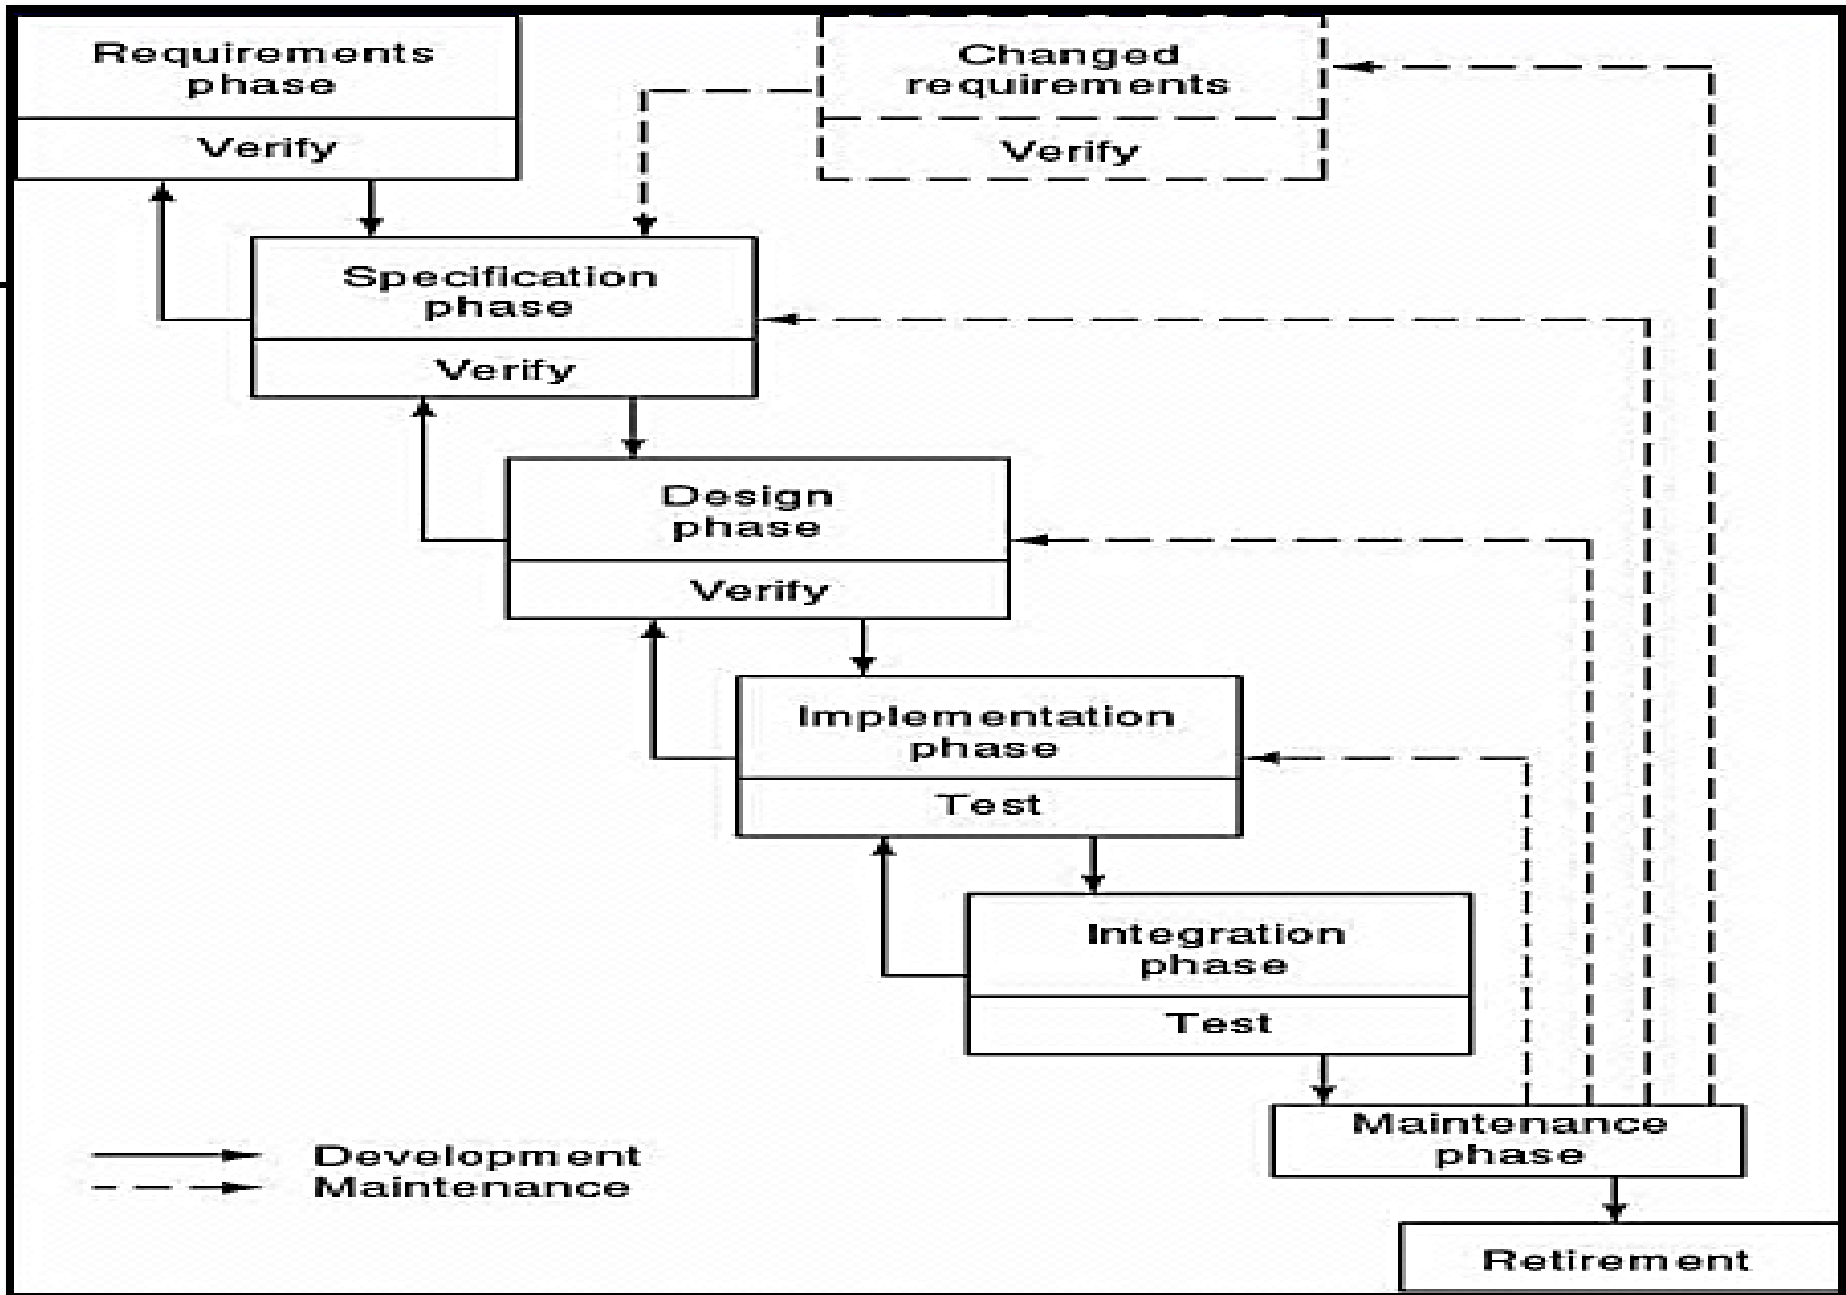 Requirements
phase
Verify
Changed
requirements
Verify
Specification
phase
Verify
Design
phase
Verify
Implementation
phase
Test
Integration
phase
Test
Maintenance
phase
Development
Maintenance
Retirement